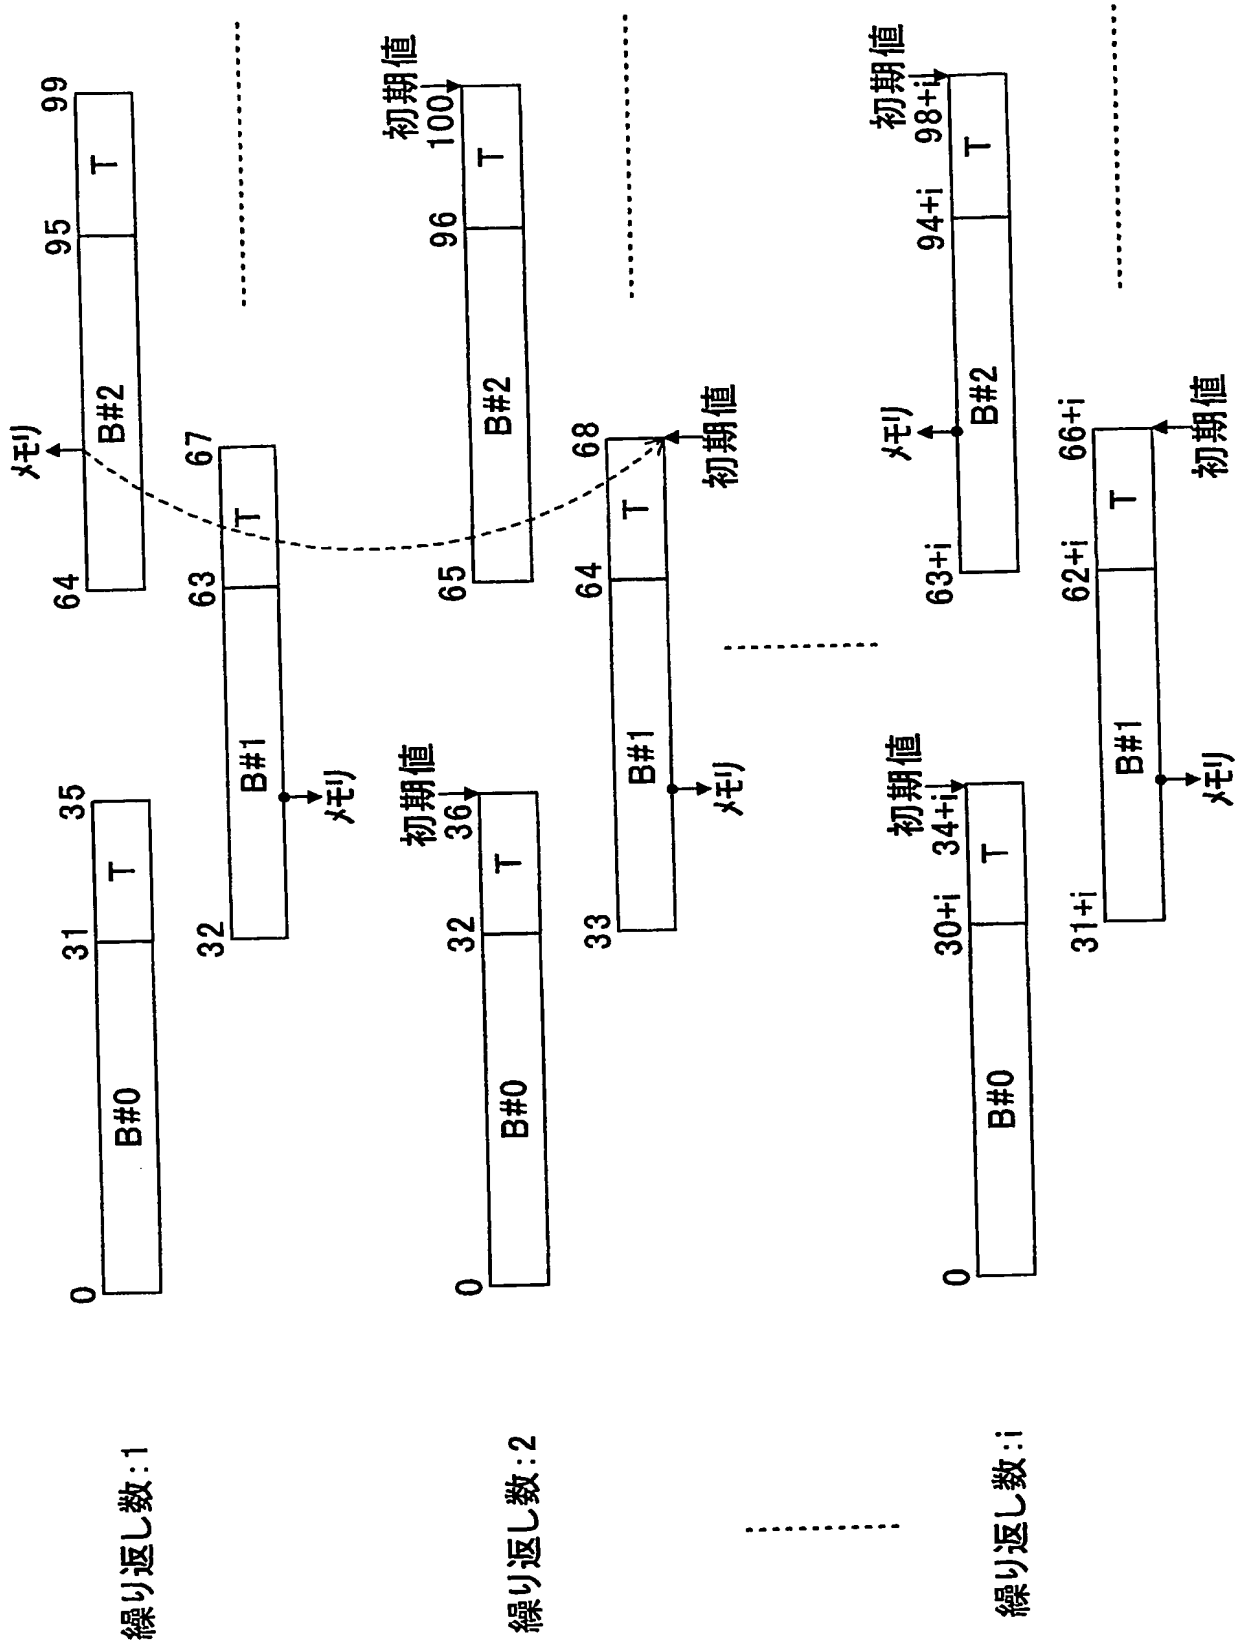 繰り返し数:1
0
B#0
31
T
35
32
B#1
63
T
67
メモリ
64
B#2
95
T
99
メモリ
繰り返し数:2
0
B#0
32
T
36
初期値
33
B#1
64
T
68
メモリ
初期値
65
B#2
96
T
100
初期値
繰り返し数:i
0
B#0
30+i
T
34+i
初期値
31+i
B#1
62+i
T
66+i
メモリ
初期値
63+i
B#2
94+i
T
98+i
メモリ
初期値